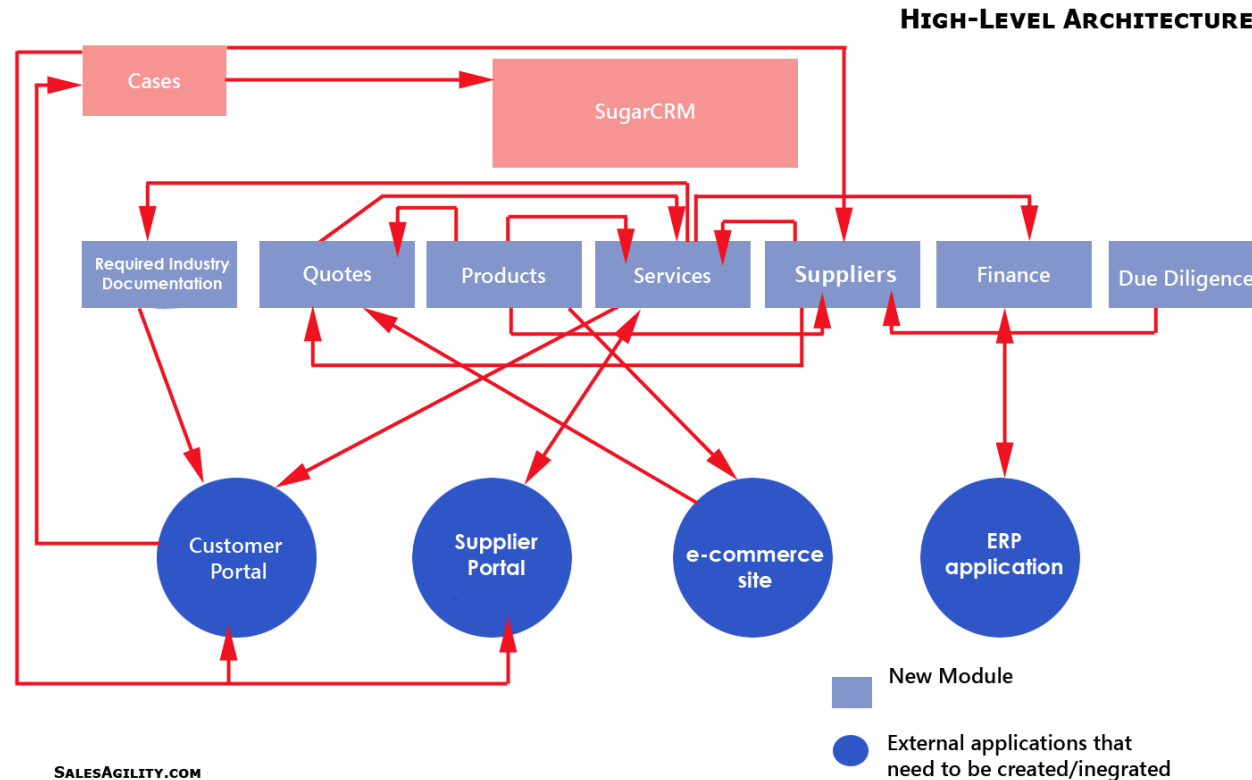 HIGH-LEVEL ARCHITECTURE
Cases
SugarCRM
Required Industry
Documentation
Quotes
Products
Services
Suppliers
Finance
Due Diligence
Customer
Portal
Supplier
Portal
e-commerce
site
ERP
application
New Module
External applications that
need to be created/inegrated
SALESAGILITY.COM